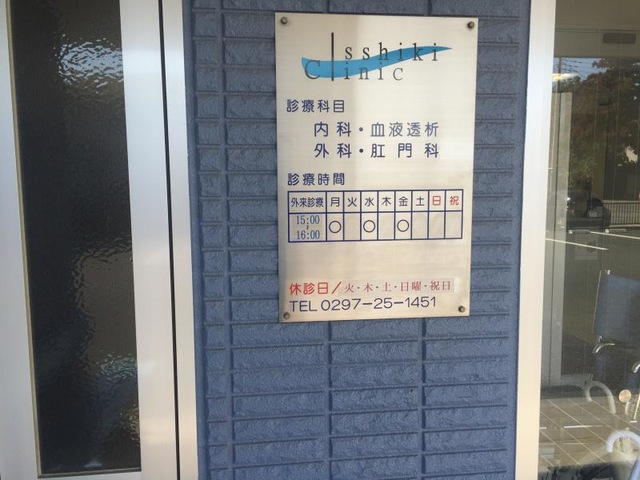 Isshiki
Clinic
診療科目
内科・血液透析
外科・肛門科
診療時間
外来診療 月 火 水 木 金 土 日 祝
15:00
~
16:00 ○ ○ ○
休診日/火・木・土・日曜・祝日
TEL 0297-25-1451